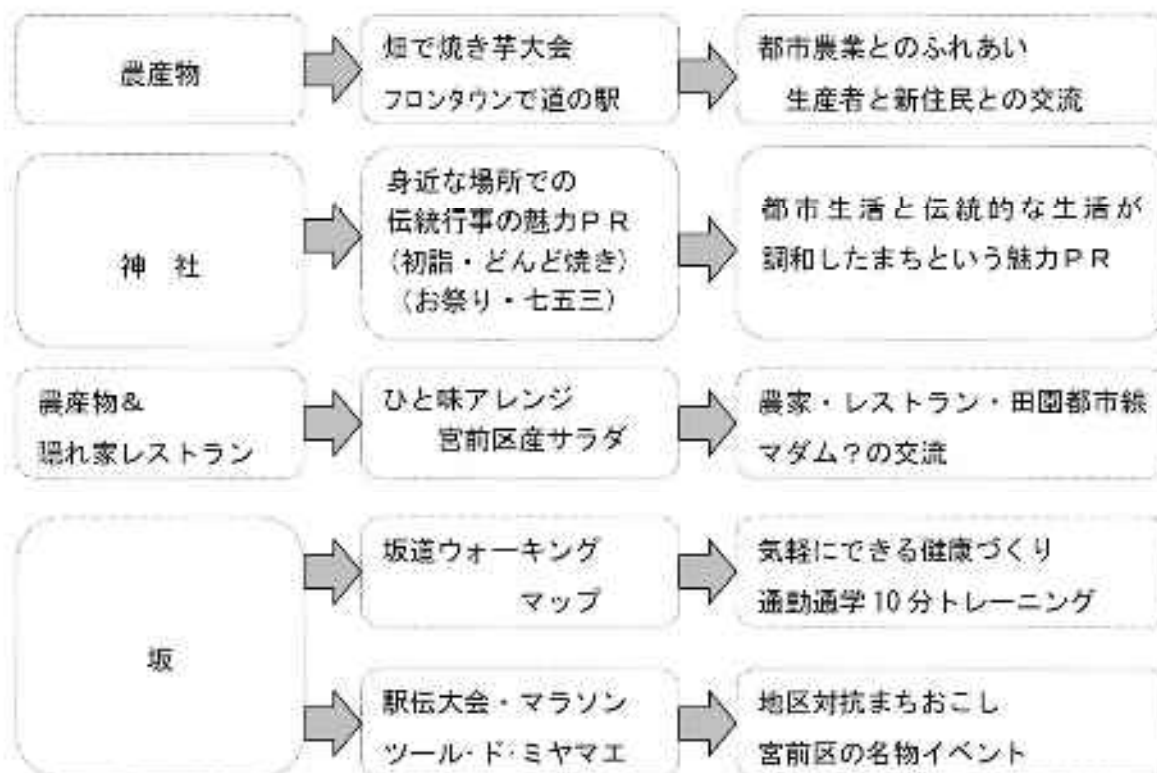 農産物
畑で焼き芋大会
フロンタウンで道の駅
都市農業とのふれあい
生産者と新住民との交流
神 社
身近な場所での
伝統行事の魅力PR
(初詣・どんど焼き)
(お祭り・七五三)
都市生活と伝統的な生活が
調和したまちという魅力PR
農産物&
隠れ家レストラン
ひと味アレンジ
宮前区産サラダ
農家・レストラン・田園都市線
マダム？の交流
坂
坂道ウォーキング
マップ
気軽にできる健康づくり
通勤通学10分トレーニング
駅伝大会・マラソン
ツール・ド・ミヤマエ
地区対抗まちおこし
宮前区の名物イベント